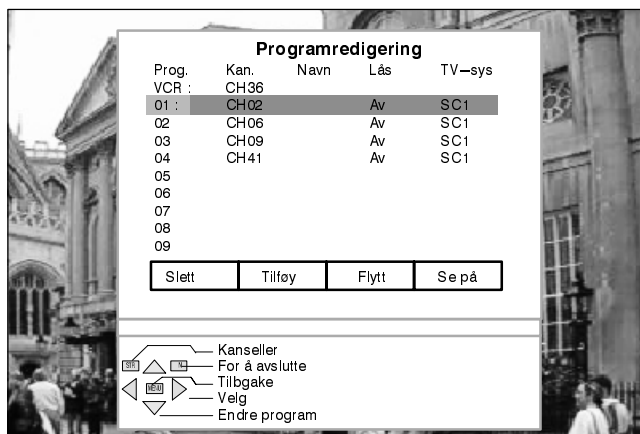 Programredigering
Prog. Kan. Navn Lås TV–sys
VCR : CH36
01 : CH02 Av SC1
02 CH06 Av SC1
03 CH09 Av SC1
04 CH41 Av SC1
05
06
07
08
09
Slett Tilføy Flytt Se på
Kanseller
STR N For å avslutte
MENU Tilbgake
Velg
Endre program